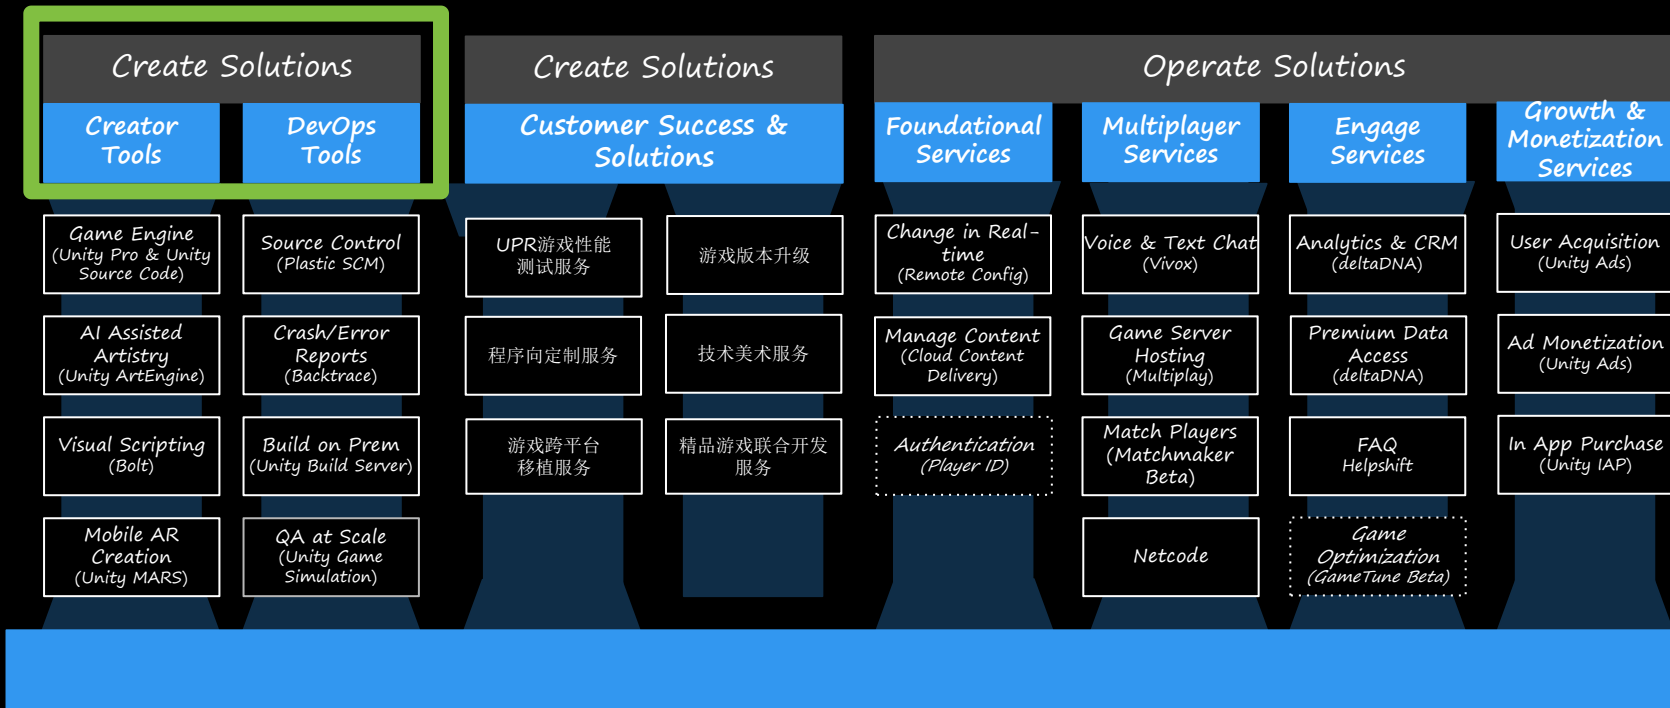 Create Solutions
Creator
Tools
DevOps
Tools
Game Engine
(Unity Pro & Unity
Source Code)
AI Assisted
Artistry
(Unity ArtEngine)
Visual Scripting
(Bolt)
Mobile AR
Creation
(Unity MARS)
Source Control
(Plastic SCM)
Crash/Error
Reports
(Backtrace)
Build on Prem
(Unity Build Server)
QA at Scale
(Unity Game
Simulation)
Create Solutions
Customer Success &
Solutions
UPR游戏性能
测试服务
程序向定制服务
游戏跨平台
移植服务
游戏版本升级
技术美术服务
精品游戏联合开发
服务
Operate Solutions
Foundational
Services
Change in Real-
time
(Remote Config)
Manage Content
(Cloud Content
Delivery)
Authentication
(Player ID)
Multiplayer
Services
Voice & Text Chat
(Vivox)
Game Server
Hosting
(Multiplay)
Match Players
(Matchmaker
Beta)
Netcode
Engage
Services
Analytics & CRM
(deltaDNA)
Premium Data
Access
(deltaDNA)
FAQ
Helpshift
Game
Optimization
(GameTune Beta)
Growth &
Monetization
Services
User Acquisition
(Unity Ads)
Ad Monetization
(Unity Ads)
In App Purchase
(Unity IAP)